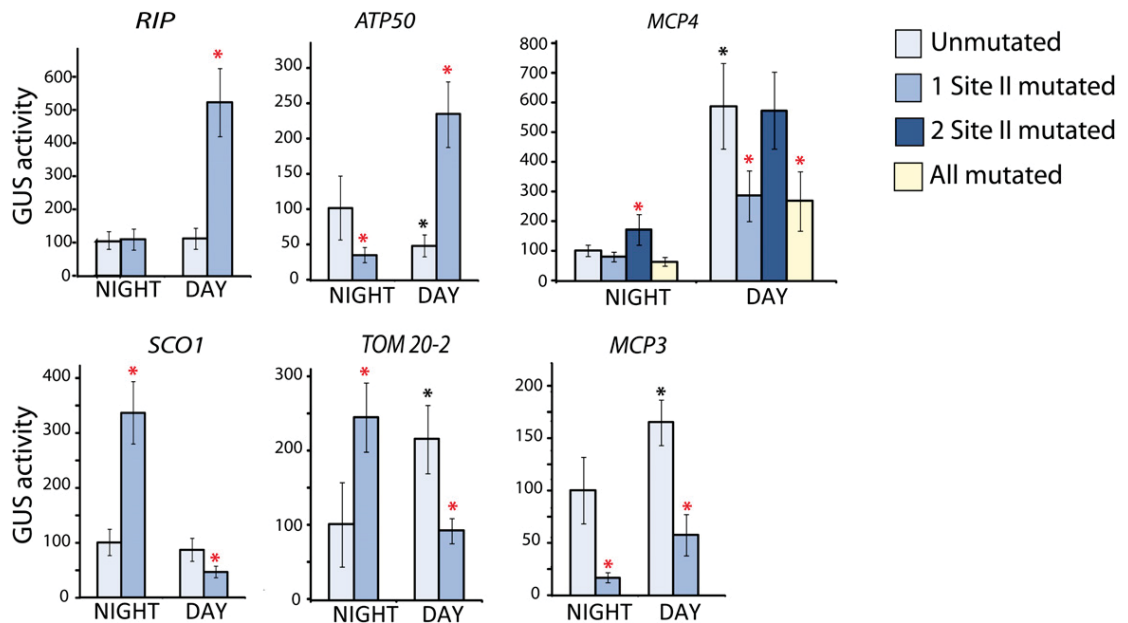 RIP
ATP50
MCP4
GUS activity
600
500
400
300
200
100
0
NIGHT DAY
*
300
250
200
150
100
50
0
NIGHT DAY
*
*
*
800
700
600
500
400
300
200
100
0
NIGHT DAY
*
*
*
*
Unmutated
1 Site II mutated
2 Site II mutated
All mutated
SCO1
TOM 20-2
MCP3
GUS activity
400
300
200
100
0
NIGHT DAY
*
*
300
200
100
0
NIGHT DAY
*
*
*
200
150
100
50
0
NIGHT DAY
*
*
*